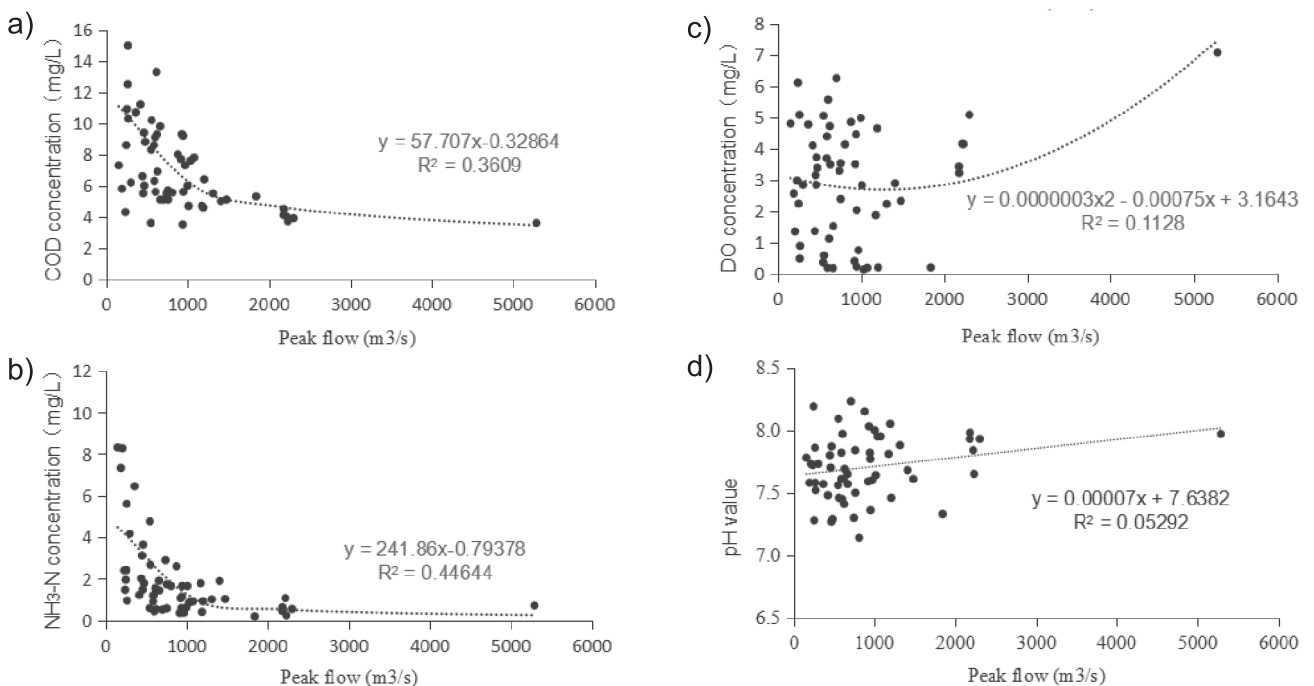 a)
COD concentration (mg/L)
16
14
12
10
8
6
4
2
0
y = 57.707x-0.32864
R² = 0.3609
0 1000 2000 3000 4000 5000 6000
Peak flow (m3/s)
b)
NH3-N concentration (mg/L)
12
10
8
6
4
2
0
y = 241.86x-0.79378
R² = 0.44644
0 1000 2000 3000 4000 5000 6000
Peak flow (m3/s)
c)
DO concentration (mg/L)
8
7
6
5
4
3
2
1
0
y = 0.0000003x2 - 0.00075x + 3.1643
R² = 0.1128
0 1000 2000 3000 4000 5000 6000
Peak flow (m3/s)
d)
pH value
8.5
8.0
7.5
7.0
6.5
y = 0.00007x + 7.6382
R² = 0.05292
0 1000 2000 3000 4000 5000 6000
Peak flow (m3/s)